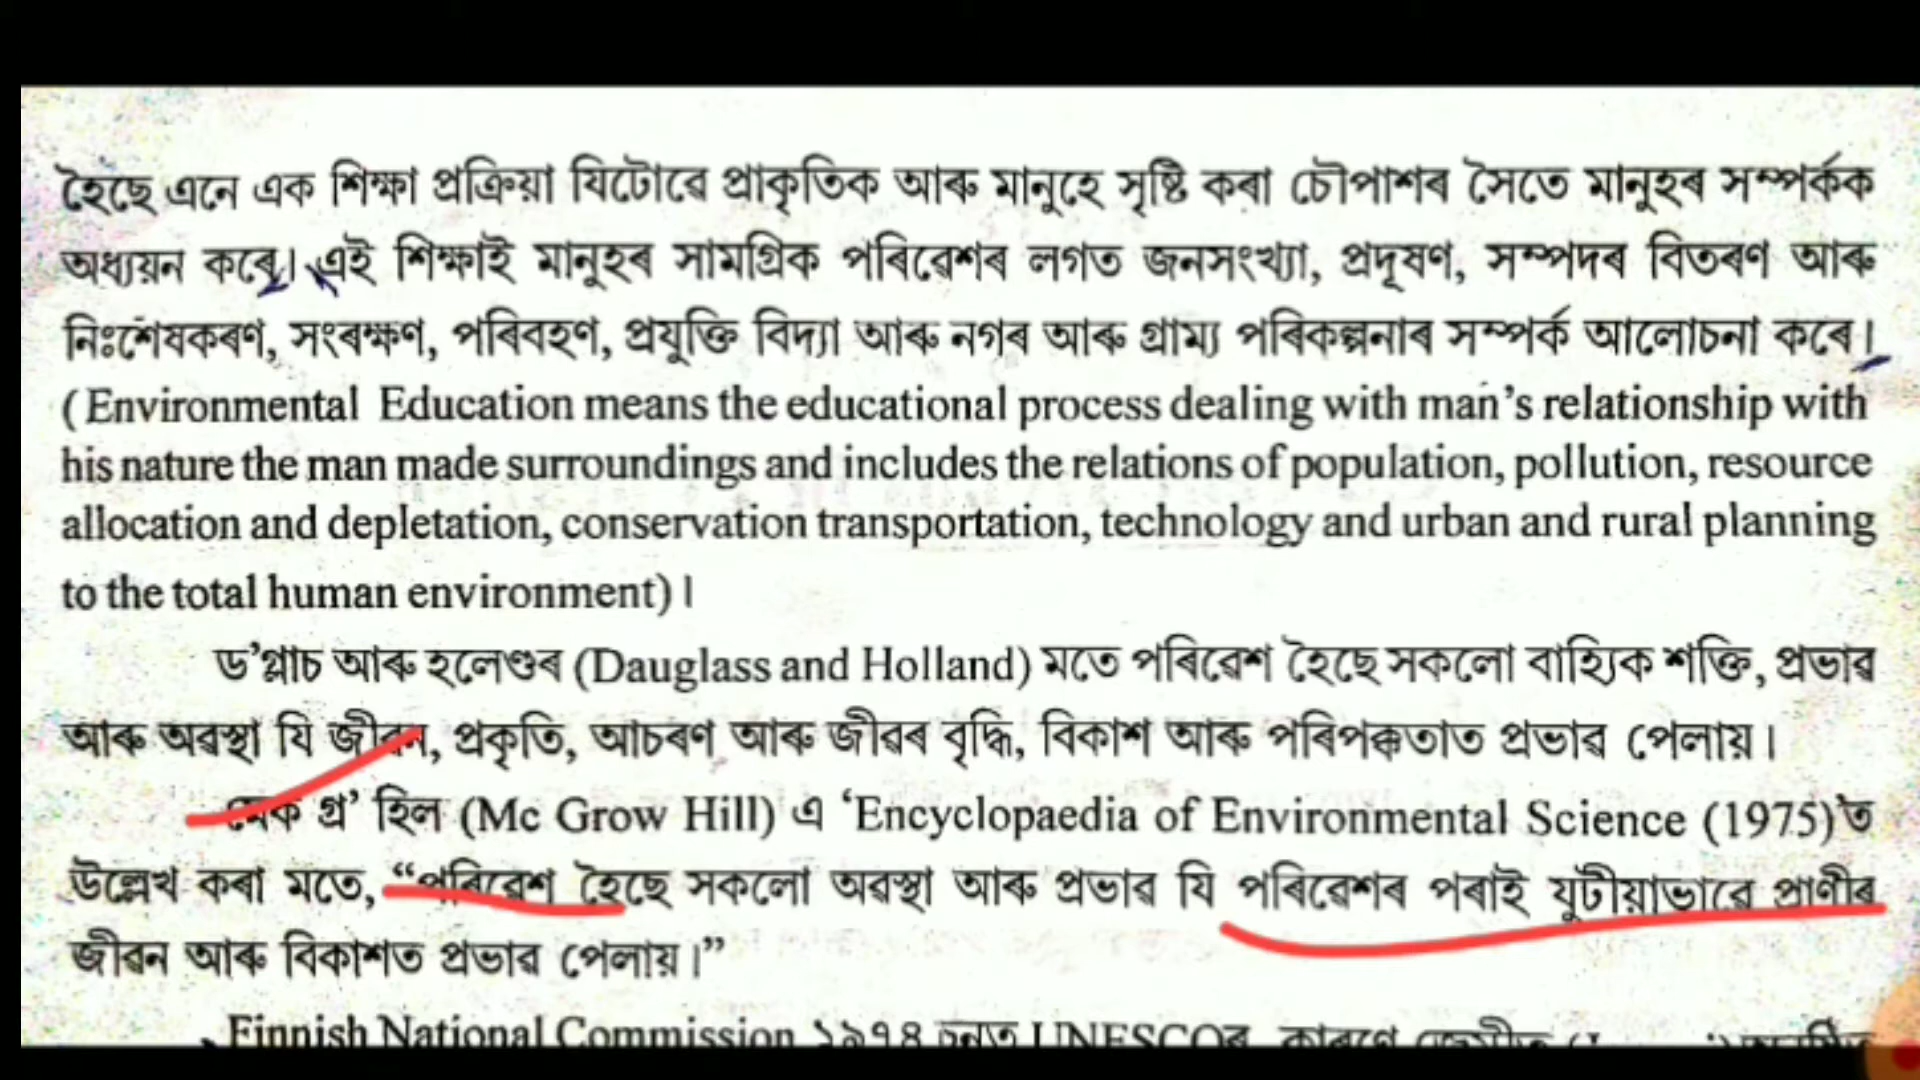 হৈছে এনে এক শিক্ষা প্ৰক্ৰিয়া যিটোৱে প্ৰাকৃতিক আৰু মানুহে সৃষ্টি কৰা চৌপাশৰ সৈতে মানুহৰ সম্পৰ্কক
অধ্যয়ন কৰে। এই শিক্ষাই মানুহৰ সামগ্ৰিক পৰিৱেশৰ লগত জনসংখ্যা, প্ৰদূষণ, সম্পদৰ বিতৰণ আৰু
নিঃশেষকৰণ, সংৰক্ষণ, পৰিবহণ, প্ৰযুক্তি বিদ্যা আৰু নগৰ আৰু গ্ৰাম্য পৰিকল্পনাৰ সম্পৰ্ক আলোচনা কৰে।
(Environmental Education means the educational process dealing with man’s relationship with
his nature the man made surroundings and includes the relations of population, pollution, resource
allocation and depletation, conservation transportation, technology and urban and rural planning
to the total human environment)।
ড’গ্লাচ আৰু হলেণ্ডৰ (Dauglass and Holland) মতে পৰিৱেশ হৈছে সকলো বাহ্যিক শক্তি, প্ৰভাৱ
আৰু অৱস্থা যি জীৱন, প্ৰকৃতি, আচৰণ আৰু জীৱৰ বৃদ্ধি, বিকাশ আৰু পৰিপক্কতাত প্ৰভাৱ পেলায়।
মেক গ্ৰ’ হিল (Mc Grow Hill) এ ‘Encyclopaedia of Environmental Science (1975)’ত
উল্লেখ কৰা মতে, “পৰিৱেশ হৈছে সকলো অৱস্থা আৰু প্ৰভাৱ যি পৰিৱেশৰ পৰাই যুটীয়াভাৱে প্ৰাণীৰ
জীৱন আৰু বিকাশত প্ৰভাৱ পেলায়।”
Finnish National Commission ১৯৭৪ চনত UNESCOৰ